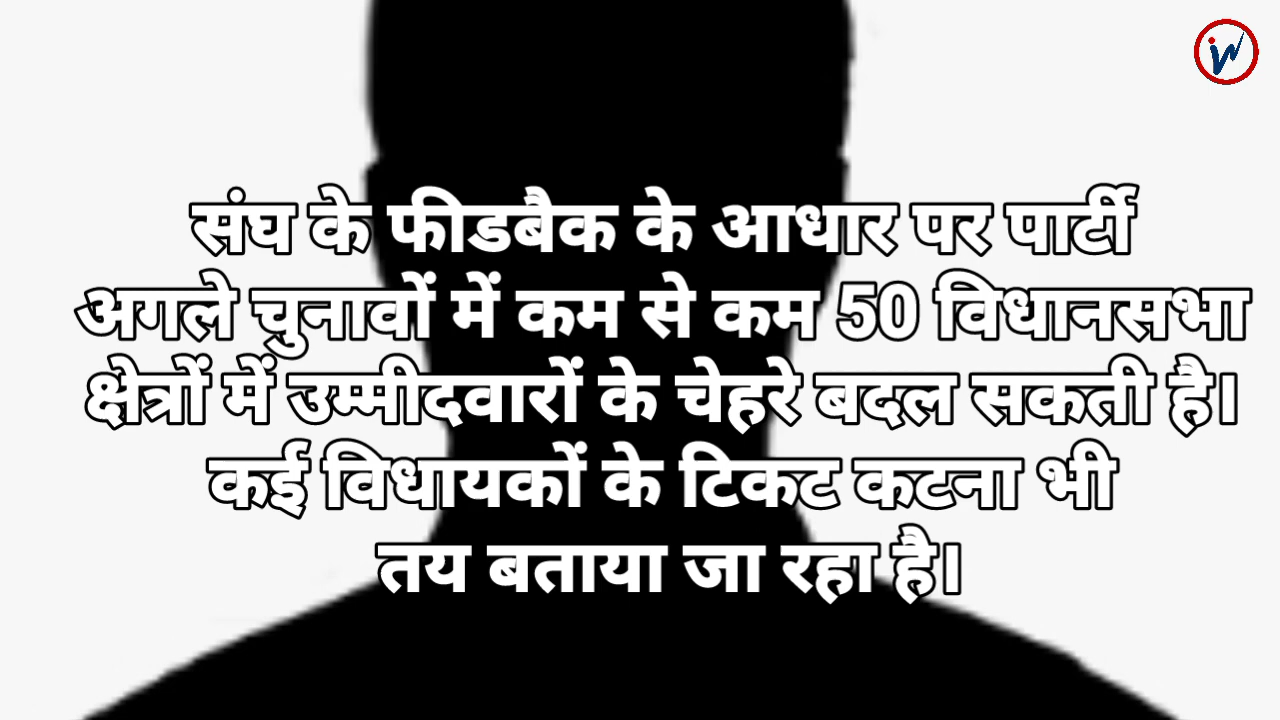 संघ के फीडबैक के आधार पर पार्टी
अगले चुनावों में कम से कम 50 विधानसभा
क्षेत्रों में उम्मीदवारों के चेहरे बदल सकती है।
कई विधायकों के टिकट कटना भी
तय बताया जा रहा है।
iW